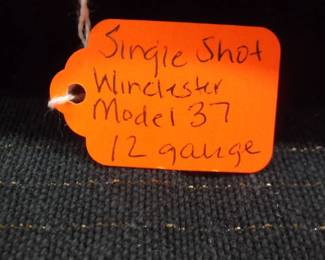 Single Shot
Winchester
Model 37
12 gauge